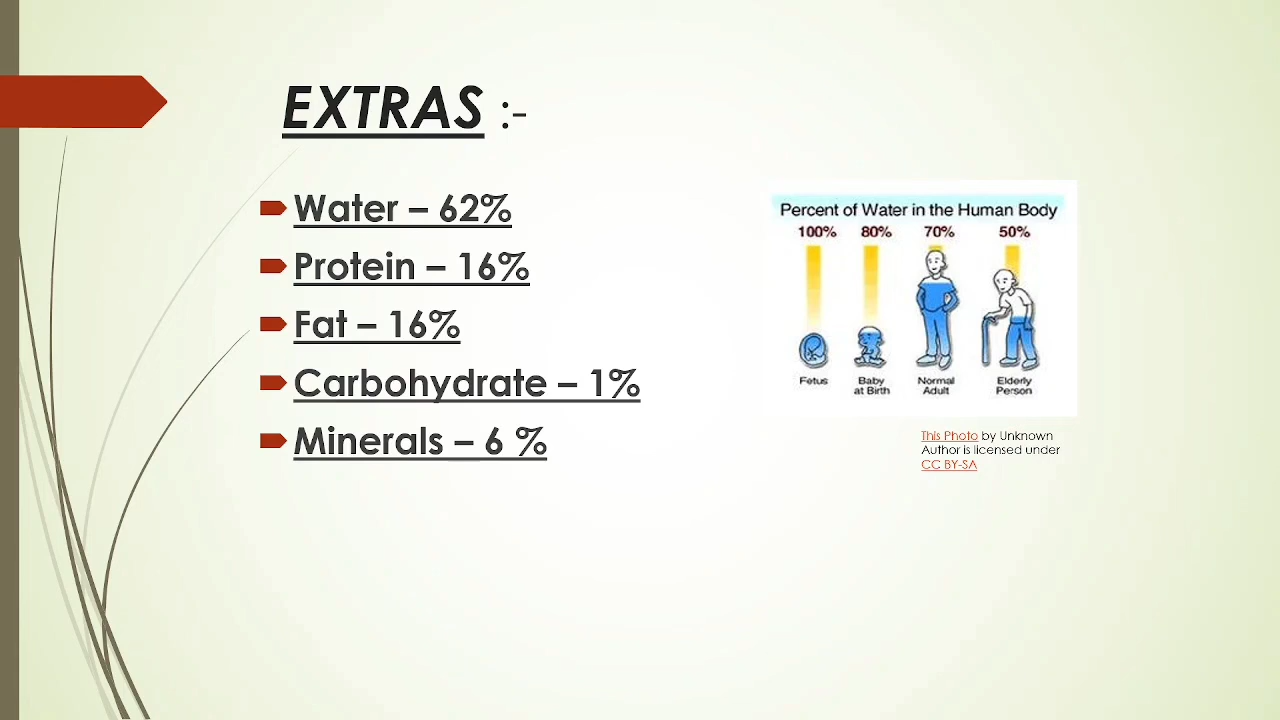 EXTRAS :-
Water – 62%
Protein – 16%
Fat – 16%
Carbohydrate – 1%
Minerals – 6 %
Percent of Water in the Human Body
100% 80% 70% 50%
Fetus Baby at Birth Normal Adult Elderly Person
This Photo by Unknown
Author is licensed under
CC BY-SA